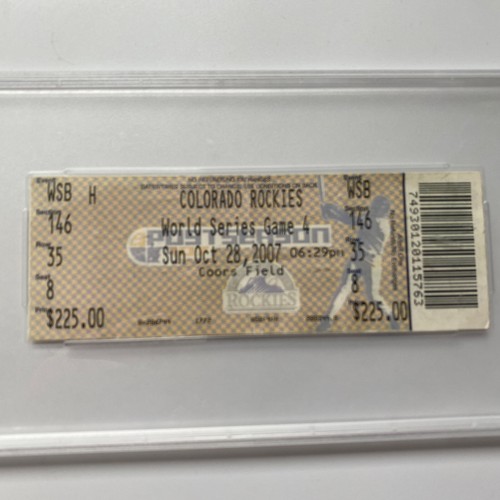 WSB H
146
35
8
$225.00
COLORADO ROCKIES
World Series Game 4
POSTSEASON
Sun Oct 28,2007 06:29pm
Coors Field
ROCKIES
WSB
146
35
8
$225.00
74930120115763